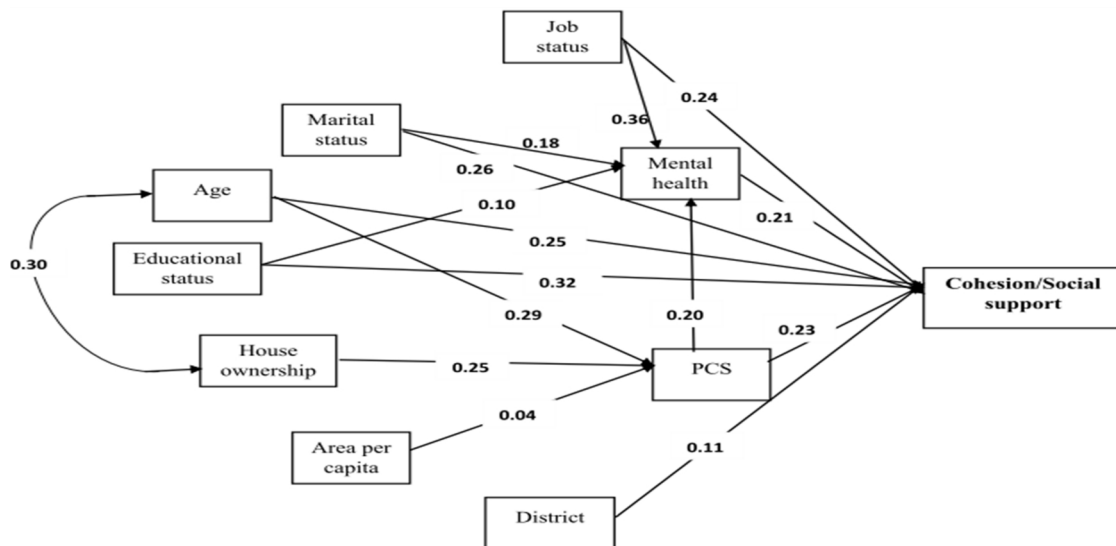 Job
status
0.24
Marital
status
0.36
0.18
Mental
health
0.26
Age
0.10
0.21
0.25
Educational
status
0.30
0.32
Cohesion/Social
support
0.29
0.20
0.23
House
ownership
0.25
PCS
0.04
Area per
capita
0.11
District